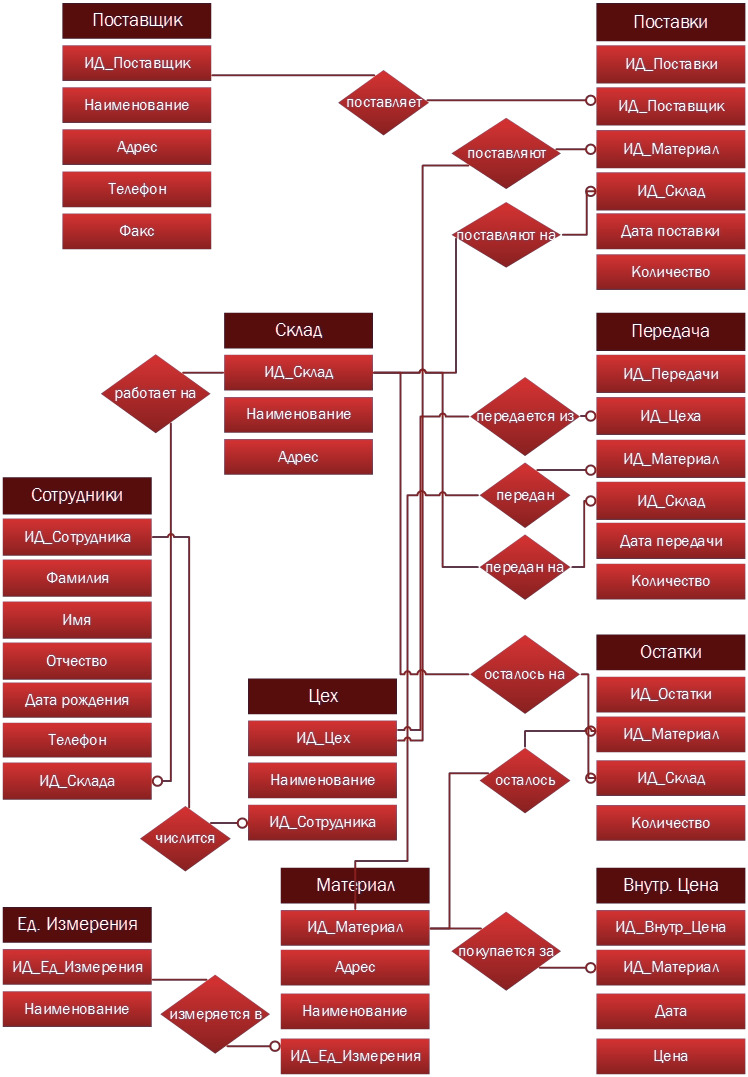 Поставщик
ИД_Поставщик
Наименование
Адрес
Телефон
Факс
поставляет
поставляют
поставляют на
Поставки
ИД_Поставки
ИД_Поставщик
ИД_Материал
ИД_Склад
Дата поставки
Количество
Склад
ИД_Склад
Наименование
Адрес
работает на
передается из
передан
передан на
Передача
ИД_Передачи
ИД_Цеха
ИД_Материал
ИД_Склад
Дата передачи
Количество
Сотрудники
ИД_Сотрудника
Фамилия
Имя
Отчество
Дата рождения
Телефон
ИД_Склада
Цех
ИД_Цех
Наименование
ИД_Сотрудника
числится
осталось на
осталось
Остатки
ИД_Остатки
ИД_Материал
ИД_Склад
Количество
Ед. Измерения
ИД_Ед_Измерения
Наименование
измеряется в
Материал
ИД_Материал
Адрес
Наименование
ИД_Ед_Измерения
покупается за
Внутр. Цена
ИД_Внутр_Цена
ИД_Материал
Дата
Цена